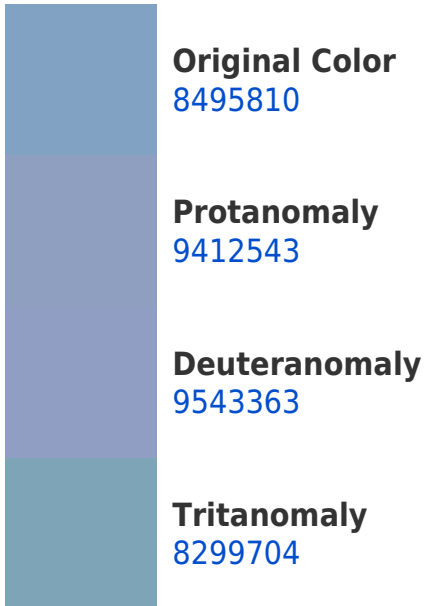 Original Color
8495810
Protanomaly
9412543
Deuteranomaly
9543363
Tritanomaly
8299704